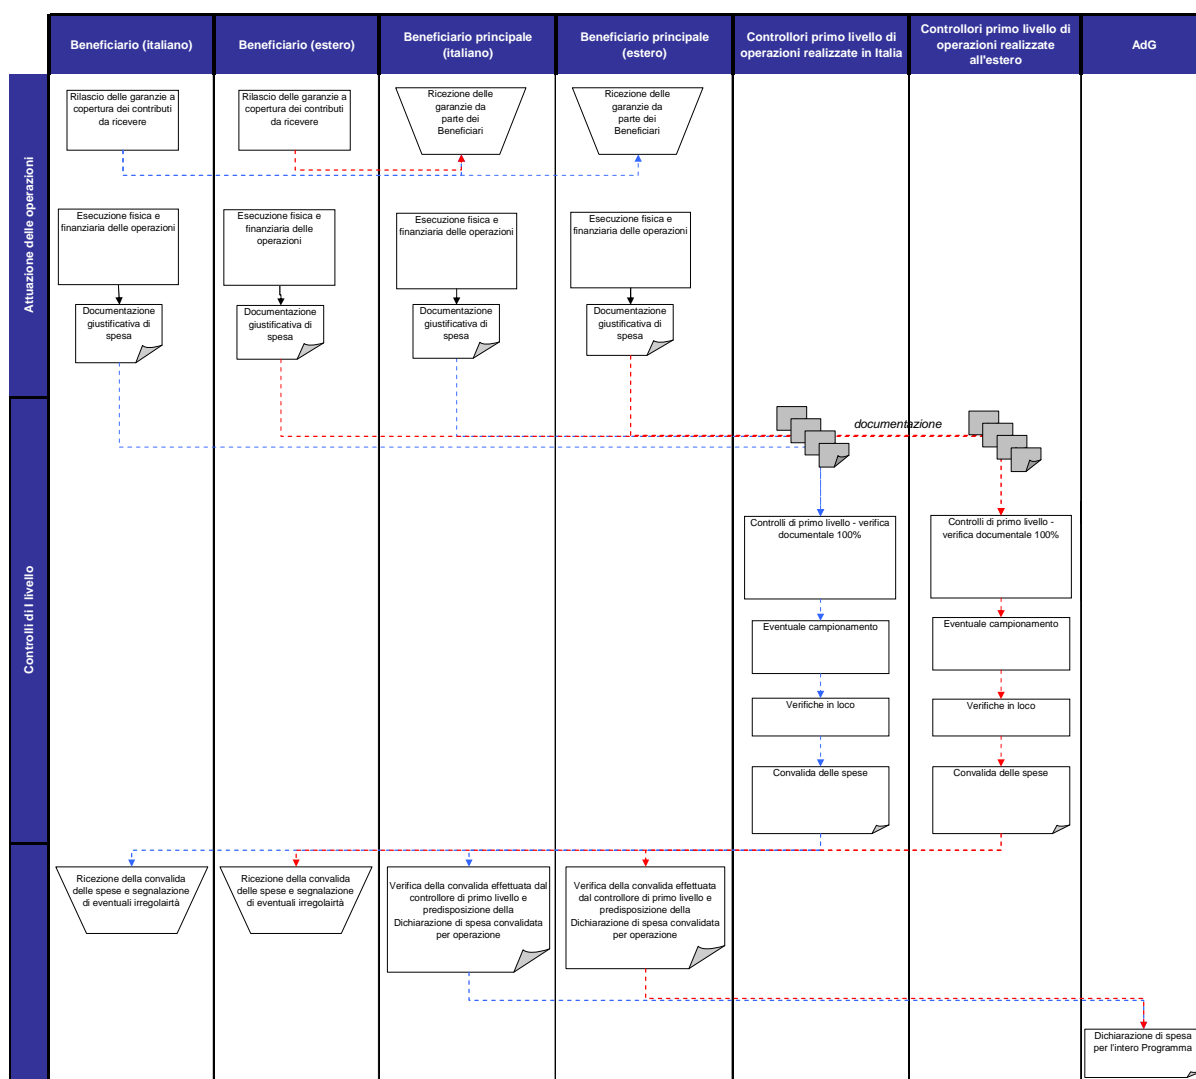 Beneficiario (italiano)
Beneficiario (estero)
Beneficiario principale
(italiano)
Beneficiario principale
(estero)
Controllori primo livello di
operazioni realizzate in Italia
Controllori primo livello di
operazioni realizzate
all'estero
AdG
Attuazione delle operazioni
Rilascio delle garanzie a
copertura dei contributi
da ricevere
Rilascio delle garanzie a
copertura dei contributi
da ricevere
Ricezione delle
garanzie da
parte dei
Beneficiari
Ricezione delle
garanzie da
parte dei
Beneficiari
Esecuzione fisica e
finanziaria delle operazioni
Esecuzione fisica e
finanziaria delle
operazioni
Esecuzione fisica e
finanziaria delle operazioni
Esecuzione fisica e
finanziaria delle operazioni
Documentazione
giustificativa di
spesa
Documentazione
giustificativa di
spesa
Documentazione
giustificativa di
spesa
Documentazione
giustificativa di
spesa
Controlli di I livello
documentazione
Controlli di primo livello - verifica
documentale 100%
Controlli di primo livello -
verifica documentale 100%
Eventuale campionamento
Eventuale campionamento
Verifiche in loco
Verifiche in loco
Convalida delle spese
Convalida delle spese
Ricezione della convalida
delle spese e segnalazione
di eventuali irregolairtà
Ricezione della convalida
delle spese e segnalazione
di eventuali irregolairtà
Verifica della convalida effettuata dal
controllore di primo livello e
predisposizione della
Dichiarazione di spesa convalidata
per operazione
Verifica della convalida effettuata
dal controllore di primo livello e
predisposizione della
Dichiarazione di spesa convalidata
per operazione
Dichiarazione di spesa
per l'intero Programma